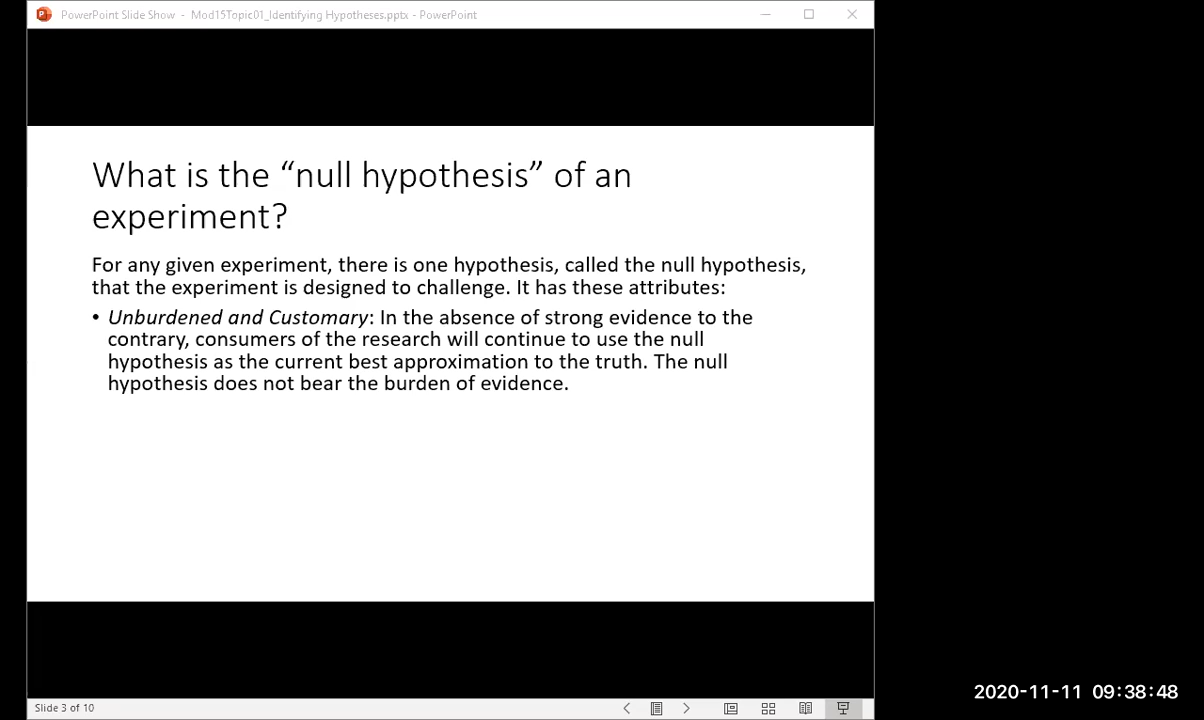 PowerPoint Slide Show - Mod15Topic01_Identifying Hypotheses.pptx - PowerPoint
What is the “null hypothesis” of an
experiment?
For any given experiment, there is one hypothesis, called the null hypothesis,
that the experiment is designed to challenge. It has these attributes:
• Unburdened and Customary: In the absence of strong evidence to the
contrary, consumers of the research will continue to use the null
hypothesis as the current best approximation to the truth. The null
hypothesis does not bear the burden of evidence.
2020-11-11 09:38:48
Slide 3 of 10